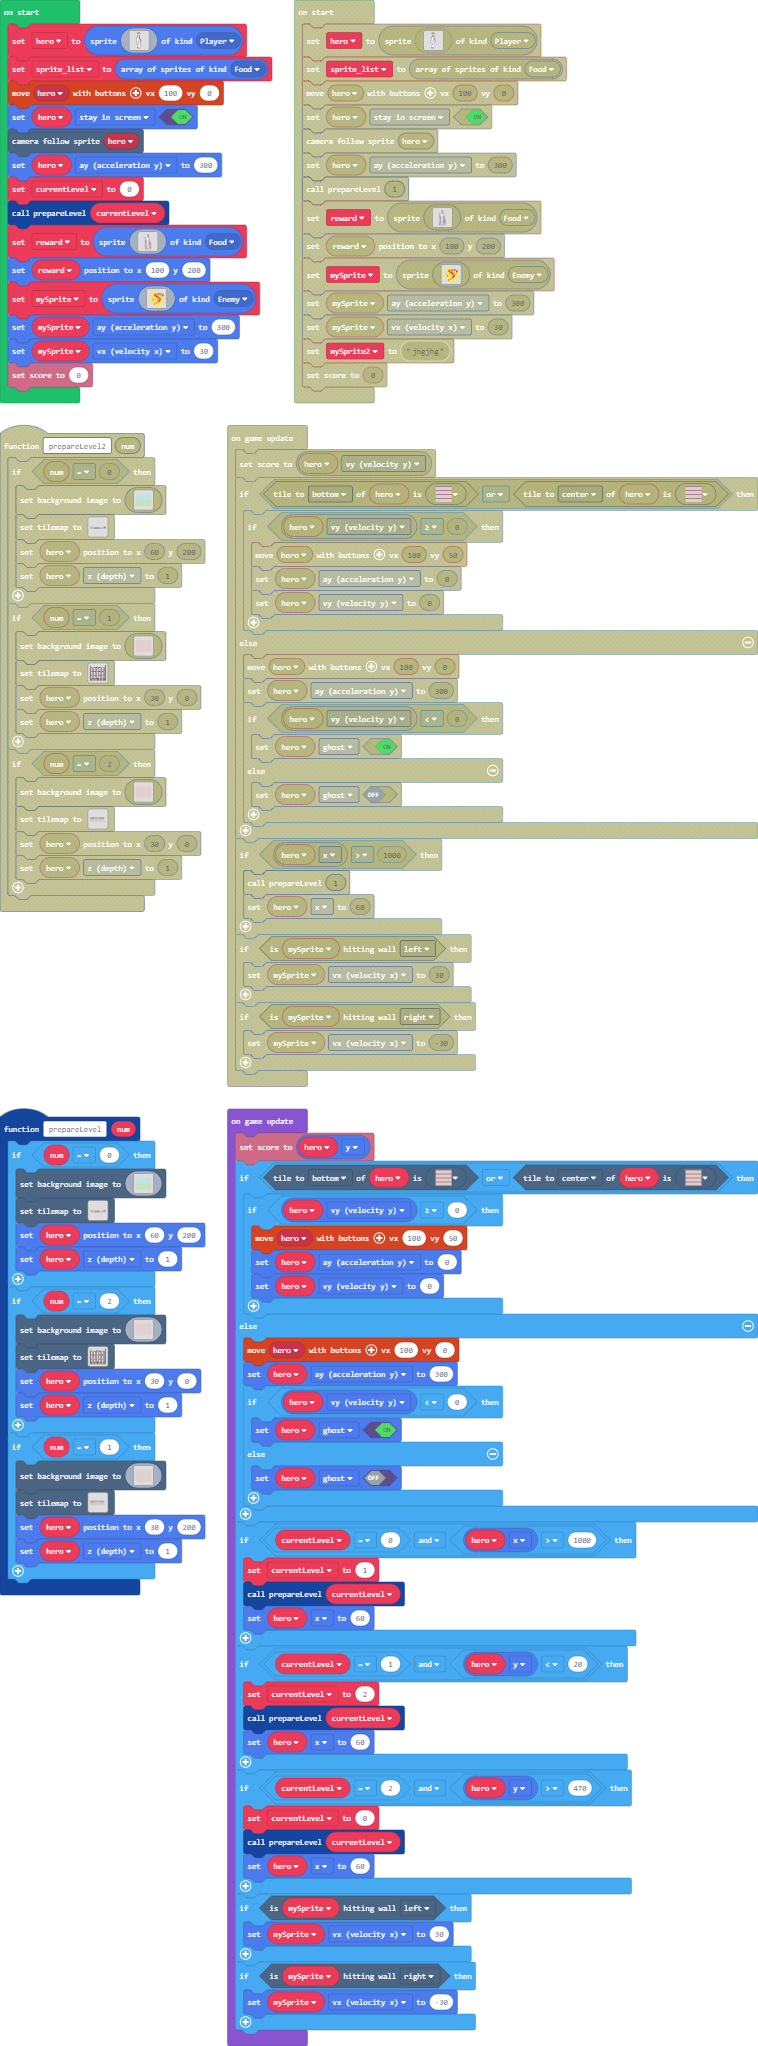 on start
set hero to sprite of kind Player
set sprite_list to array of sprites of kind Food
move hero with buttons vx 100 vy 0
set hero stay in screen ON
camera follow sprite hero
set hero ay (acceleration y) to 300
set currentLevel to 0
call prepareLevel currentLevel
set reward to sprite of kind Food
set reward position to x 100 y 200
set mySprite to sprite of kind Enemy
set mySprite ay (acceleration y) to 300
set mySprite vx (velocity x) to 30
set score to 0
on start
set hero to sprite of kind Player
set sprite_list to array of sprites of kind Food
move hero with buttons vx 100 vy 0
set hero stay in screen ON
camera follow sprite hero
set hero ay (acceleration y) to 300
call prepareLevel 1
set reward to sprite of kind Food
set reward position to x 100 y 200
set mySprite to sprite of kind Enemy
set mySprite ay (acceleration y) to 300
set mySprite vx (velocity x) to 30
set mySprite2 to "jhgjhg"
set score to 0
function prepareLevel2 num
if num = 0 then
set background image to
set tilemap to
set hero position to x 60 y 200
set hero z (depth) to 1
if num = 1 then
set background image to
set tilemap to
set hero position to x 30 y 0
set hero z (depth) to 1
if num = 2 then
set background image to
set tilemap to
set hero position to x 30 y 0
set hero z (depth) to 1
on game update
set score to hero vy (velocity y)
if tile to bottom of hero is or tile to center of hero is then
if hero vy (velocity y) ≥ 0 then
move hero with buttons vx 100 vy 50
set hero ay (acceleration y) to 0
set hero vy (velocity y) to 0
else
move hero with buttons vx 100 vy 0
set hero ay (acceleration y) to 300
if hero vy (velocity y) < 0 then
set hero ghost ON
else
set hero ghost OFF
if hero x > 1000 then
call prepareLevel 1
set hero x to 60
if is mySprite hitting wall left then
set mySprite vx (velocity x) to 30
if is mySprite hitting wall right then
set mySprite vx (velocity x) to -30
function prepareLevel num
if num = 0 then
set background image to
set tilemap to
set hero position to x 60 y 200
set hero z (depth) to 1
if num = 2 then
set background image to
set tilemap to
set hero position to x 30 y 0
set hero z (depth) to 1
if num = 1 then
set background image to
set tilemap to
set hero position to x 30 y 200
set hero z (depth) to 1
on game update
set score to hero y
if tile to bottom of hero is or tile to center of hero is then
if hero vy (velocity y) ≥ 0 then
move hero with buttons vx 100 vy 50
set hero ay (acceleration y) to 0
set hero vy (velocity y) to 0
else
move hero with buttons vx 100 vy 0
set hero ay (acceleration y) to 300
if hero vy (velocity y) < 0 then
set hero ghost ON
else
set hero ghost OFF
if currentLevel = 0 and hero x > 1000 then
set currentLevel to 1
call prepareLevel currentLevel
set hero x to 60
if currentLevel = 1 and hero y < 20 then
set currentLevel to 2
call prepareLevel currentLevel
set hero x to 60
if currentLevel = 2 and hero y > 470 then
set currentLevel to 0
call prepareLevel currentLevel
set hero x to 60
if is mySprite hitting wall left then
set mySprite vx (velocity x) to 30
if is mySprite hitting wall right then
set mySprite vx (velocity x) to -30